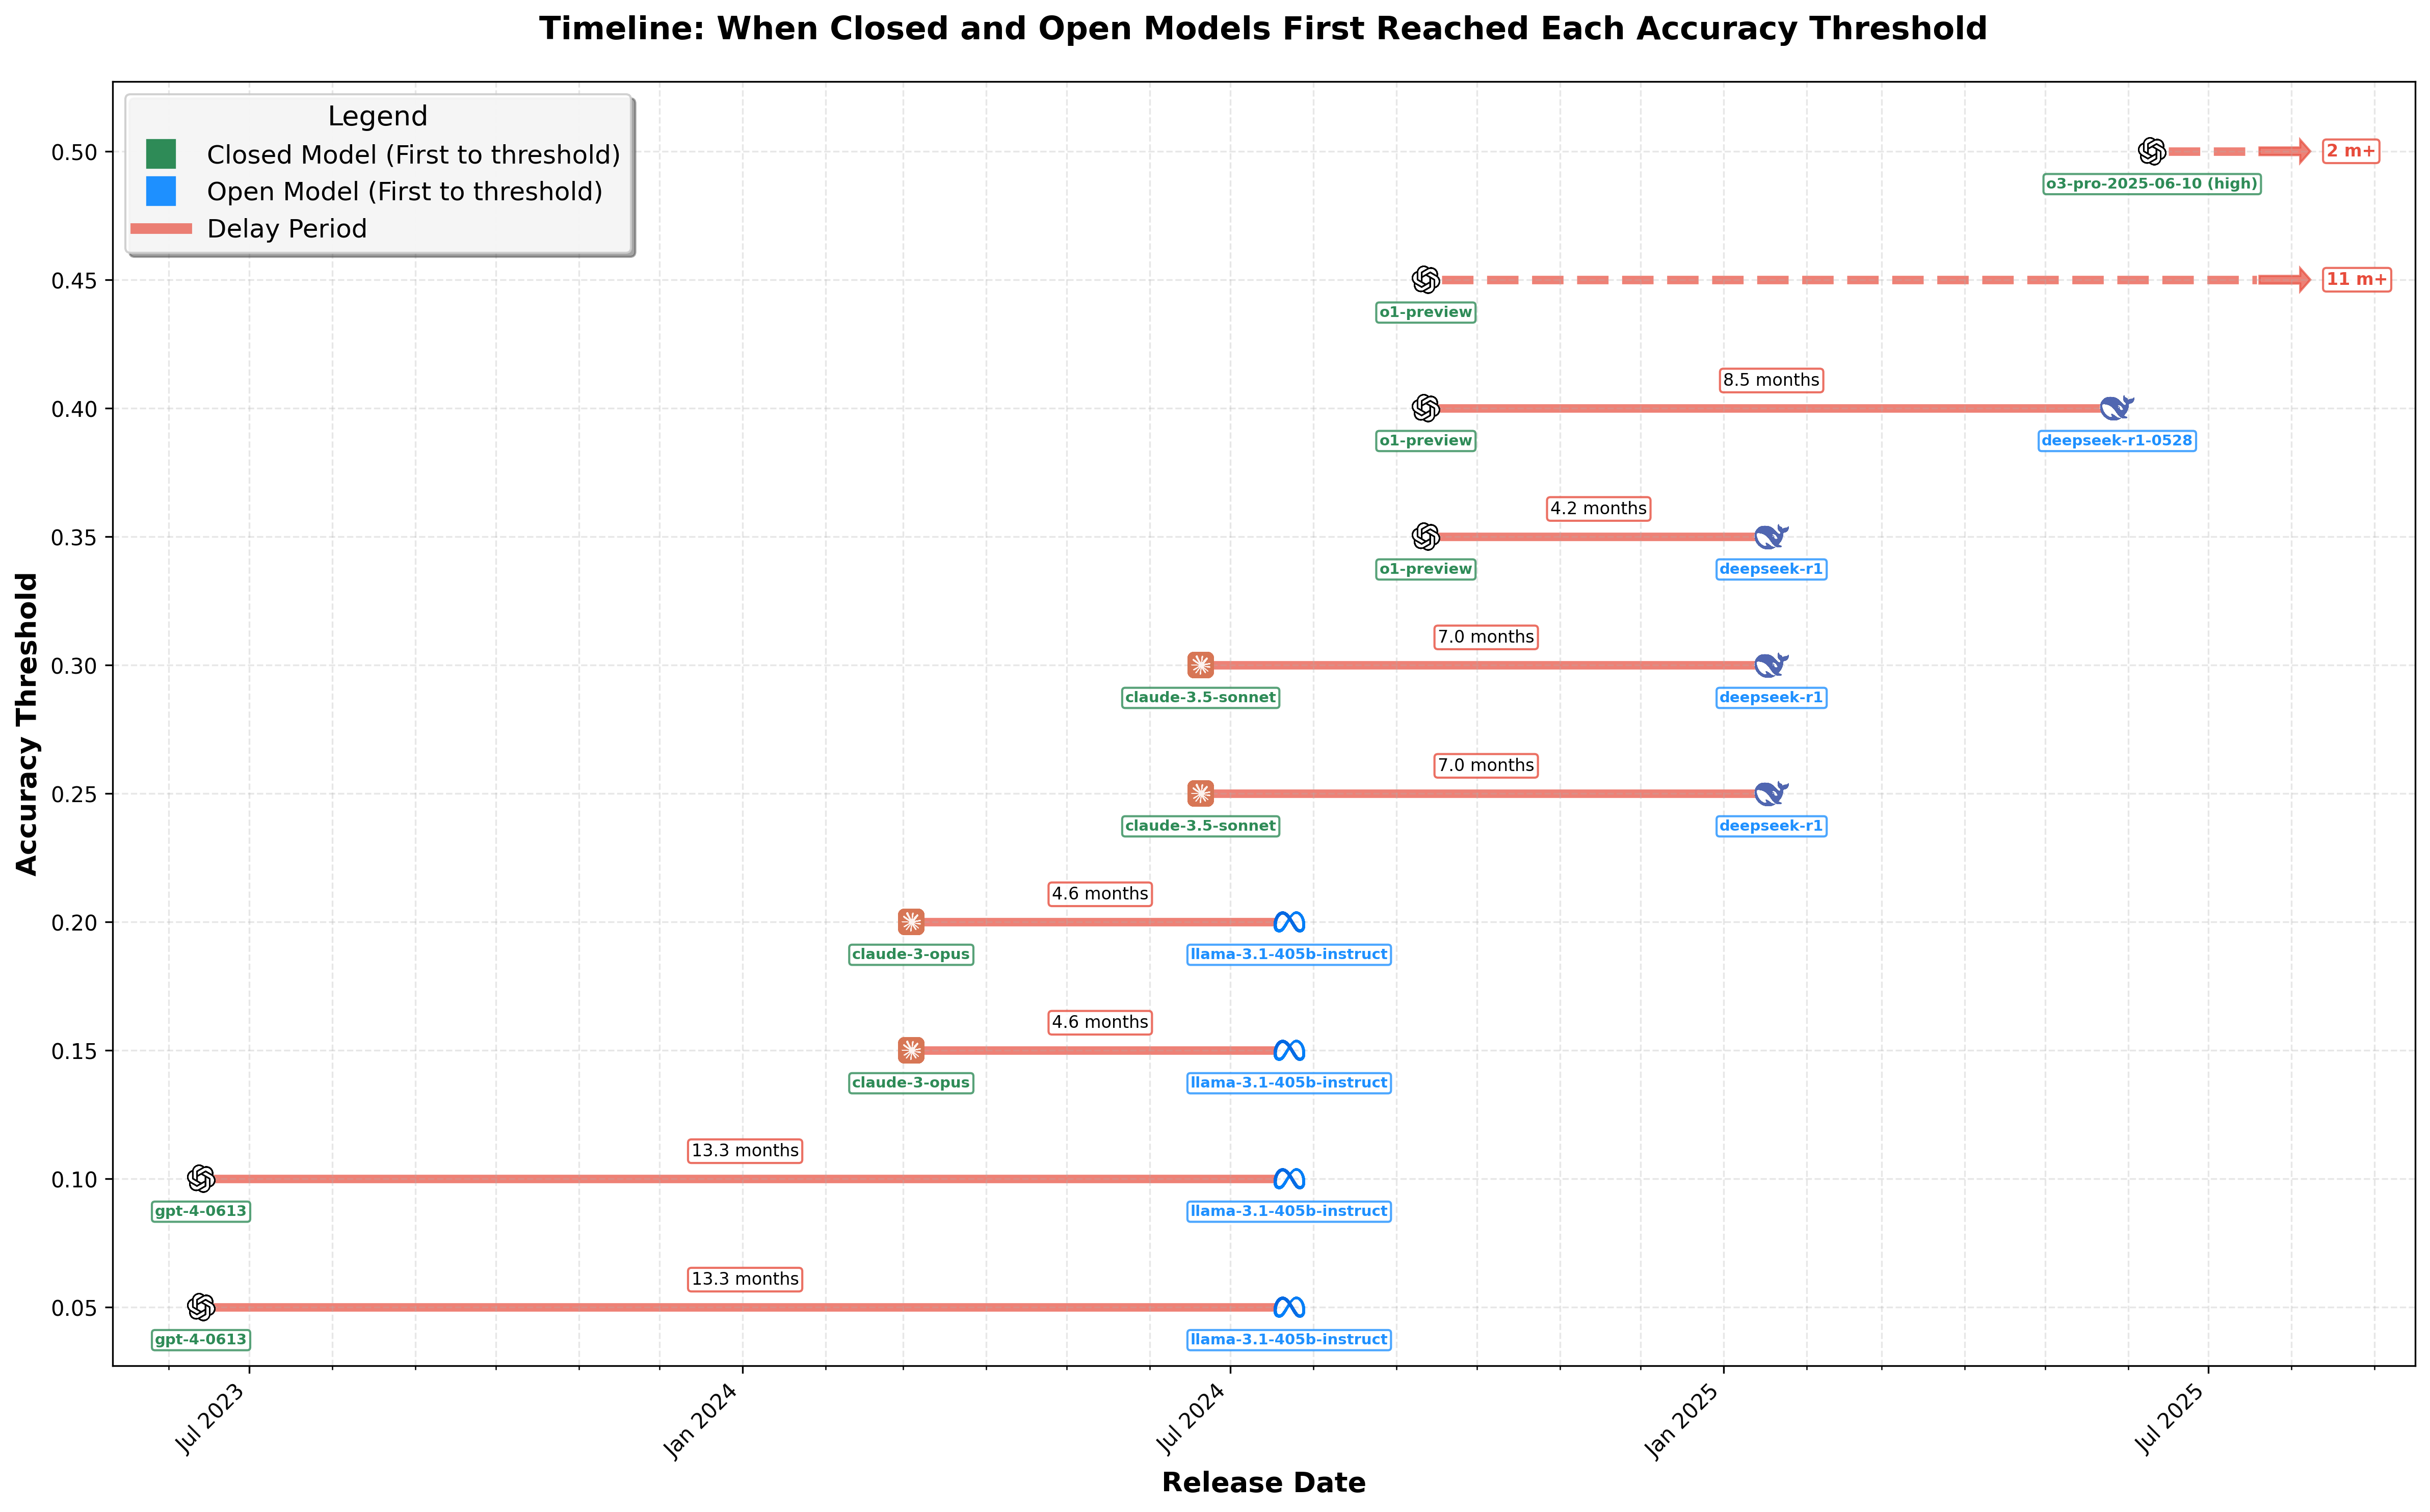 Timeline: When Closed and Open Models First Reached Each Accuracy Threshold
Legend
Closed Model (First to threshold)
Open Model (First to threshold)
Delay Period
Accuracy Threshold
0.50
2 m+
o3-pro-2025-06-10 (high)
0.45
11 m+
o1-preview
8.5 months
0.40
o1-preview
deepseek-r1-0528
4.2 months
0.35
o1-preview
deepseek-r1
7.0 months
0.30
claude-3.5-sonnet
deepseek-r1
7.0 months
0.25
claude-3.5-sonnet
deepseek-r1
4.6 months
0.20
claude-3-opus
llama-3.1-405b-instruct
4.6 months
0.15
claude-3-opus
llama-3.1-405b-instruct
13.3 months
0.10
gpt-4-0613
llama-3.1-405b-instruct
13.3 months
0.05
gpt-4-0613
llama-3.1-405b-instruct
Jul 2023
Jan 2024
Jul 2024
Jan 2025
Jul 2025
Release Date